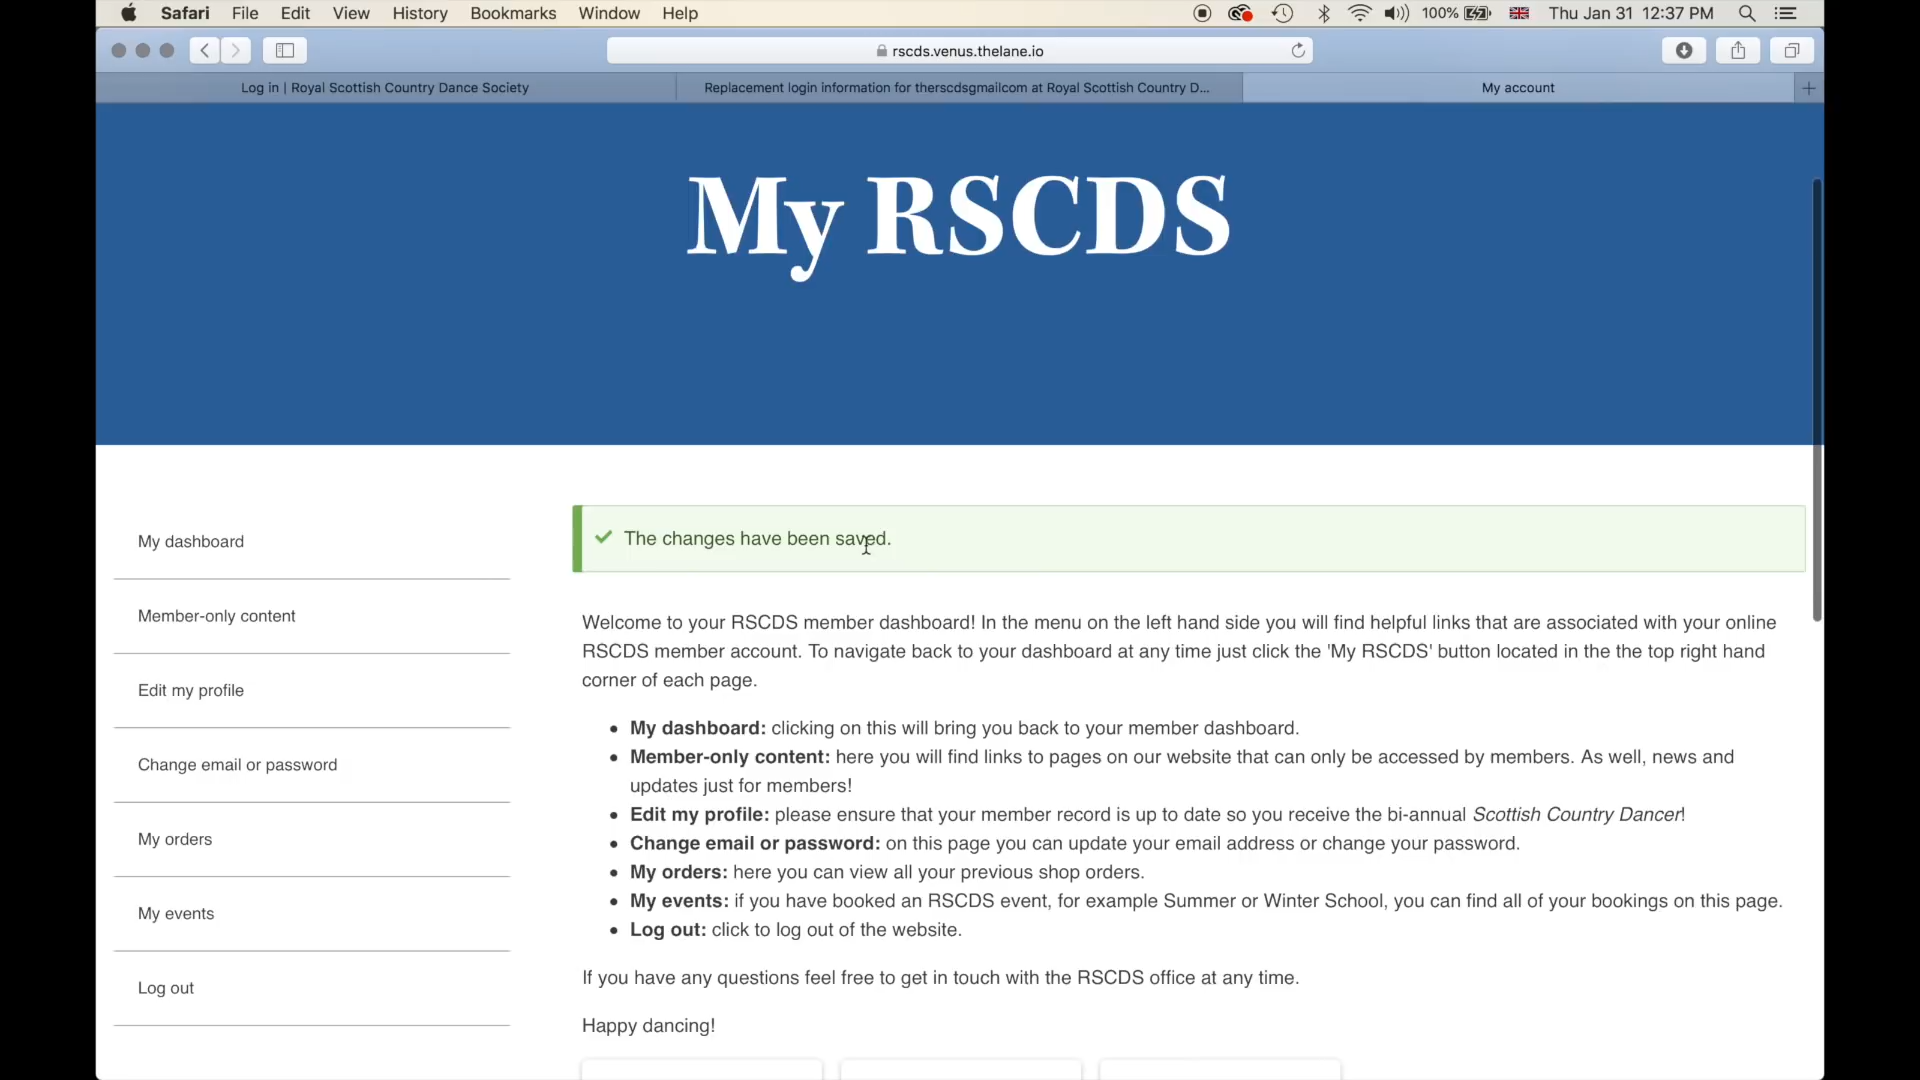 Safari File Edit View History Bookmarks Window Help 100% Thu Jan 31 12:37 PM
rscds.venus.thelane.io
Log in | Royal Scottish Country Dance Society Replacement login information for therscdsgmailcom at Royal Scottish Country D... My account
My RSCDS
My dashboard
Member-only content
Edit my profile
Change email or password
My orders
My events
Log out
The changes have been saved.
Welcome to your RSCDS member dashboard! In the menu on the left hand side you will find helpful links that are associated with your online
RSCDS member account. To navigate back to your dashboard at any time just click the 'My RSCDS' button located in the the top right hand
corner of each page.
• My dashboard: clicking on this will bring you back to your member dashboard.
• Member-only content: here you will find links to pages on our website that can only be accessed by members. As well, news and
updates just for members!
• Edit my profile: please ensure that your member record is up to date so you receive the bi-annual Scottish Country Dancer!
• Change email or password: on this page you can update your email address or change your password.
• My orders: here you can view all your previous shop orders.
• My events: if you have booked an RSCDS event, for example Summer or Winter School, you can find all of your bookings on this page.
• Log out: click to log out of the website.
If you have any questions feel free to get in touch with the RSCDS office at any time.
Happy dancing!